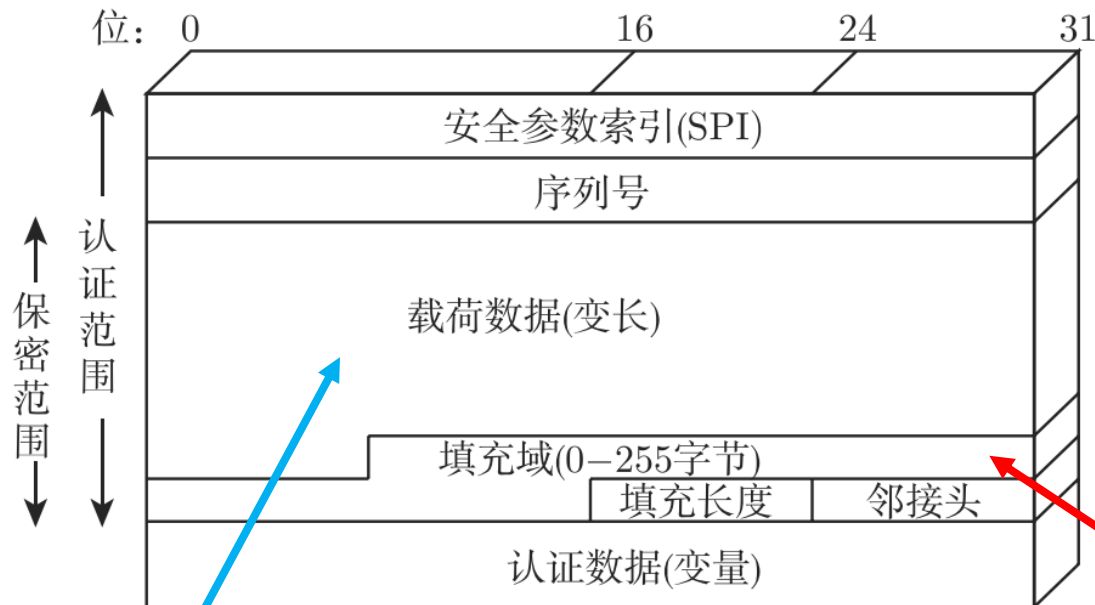 位: 0 16 24 31
安全参数索引(SPI)
序列号
认证范围
保密范围
载荷数据(变长)
填充域(0−255字节)
填充长度 邻接头
认证数据(变量)